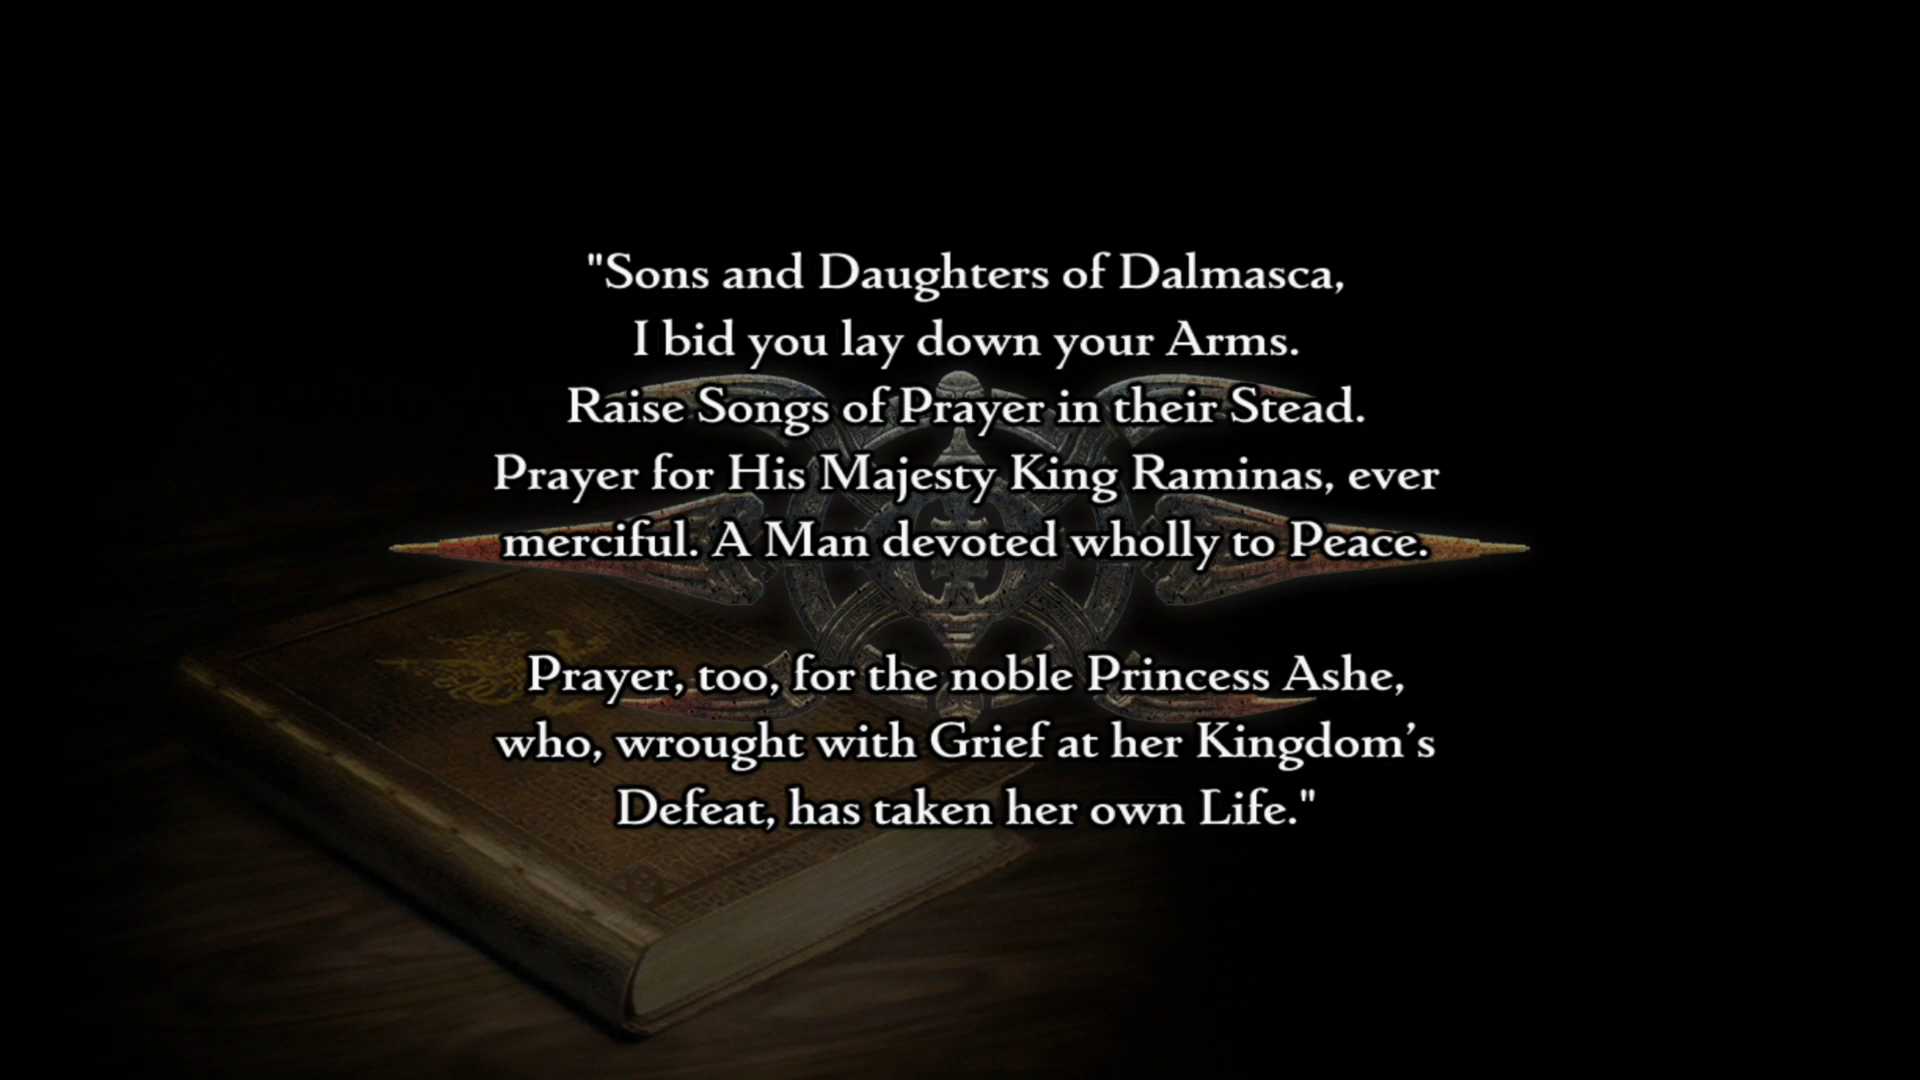 "Sons and Daughters of Dalmasca,
I bid you lay down your Arms.
Raise Songs of Prayer in their Stead.
Prayer for His Majesty King Raminas, ever
merciful. A Man devoted wholly to Peace.
Prayer, too, for the noble Princess Ashe,
who, wrought with Grief at her Kingdom’s
Defeat, has taken her own Life."